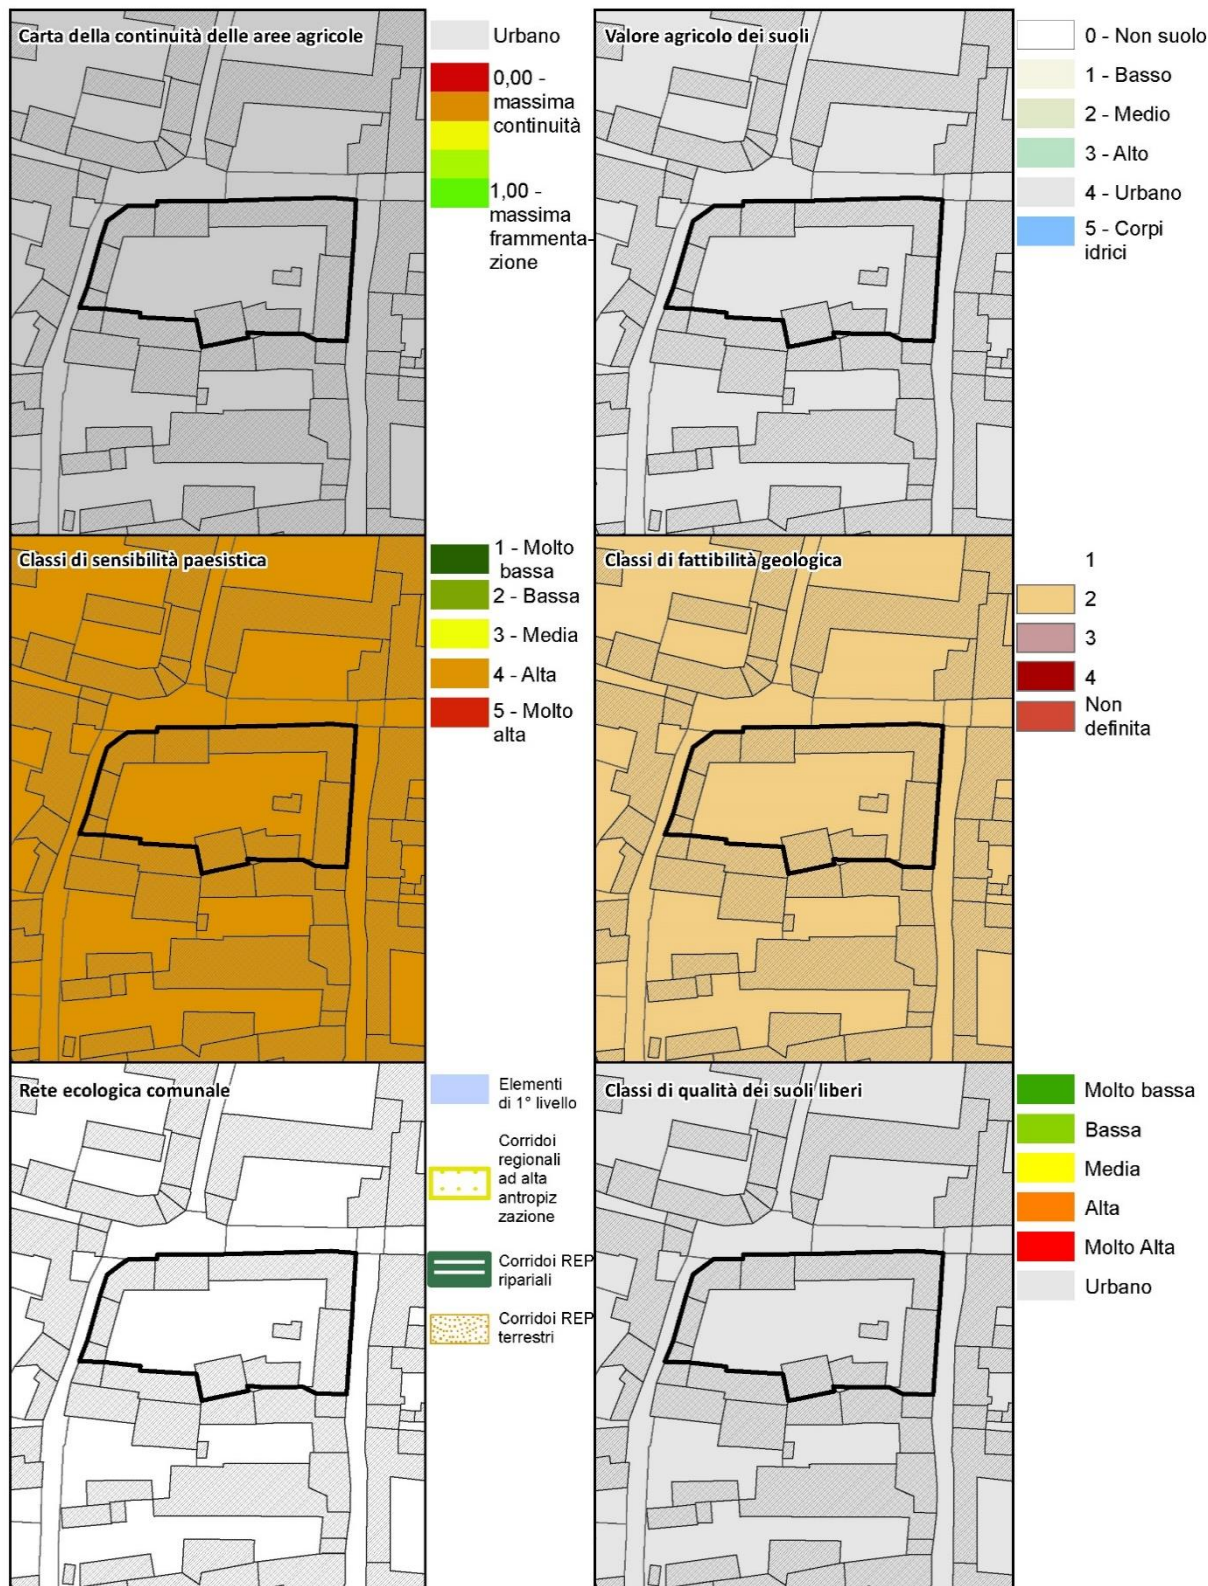 Carta della continuità delle aree agricole
Urbano
0,00 -
massima
continuità
1,00 -
massima
frammenta-
zione
Valore agricolo dei suoli
0 - Non suolo
1 - Basso
2 - Medio
3 - Alto
4 - Urbano
5 - Corpi
idrici
Classi di sensibilità paesistica
1 - Molto
bassa
2 - Bassa
3 - Media
4 - Alta
5 - Molto
alta
Classi di fattibilità geologica
1
2
3
4
Non
definita
Rete ecologica comunale
Elementi
di 1° livello
Corridoi
regionali
ad alta
antropiz
zazione
Corridoi REP
ripariali
Corridoi REP
terrestri
Classi di qualità dei suoli liberi
Molto bassa
Bassa
Media
Alta
Molto Alta
Urbano